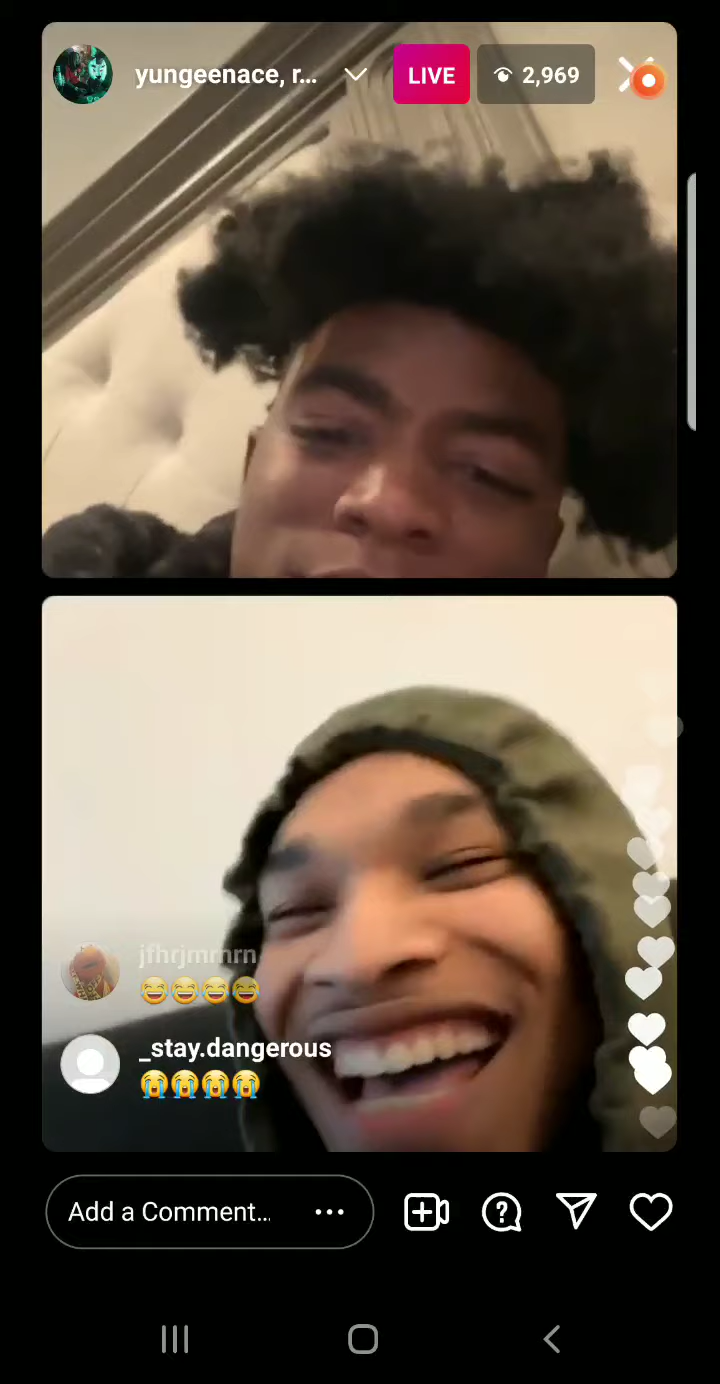 yungeenace, r...
LIVE
2,969
jfhrjmmrn
😂😂😂😂
_stay.dangerous
😭😭😭😭
Add a Comment...